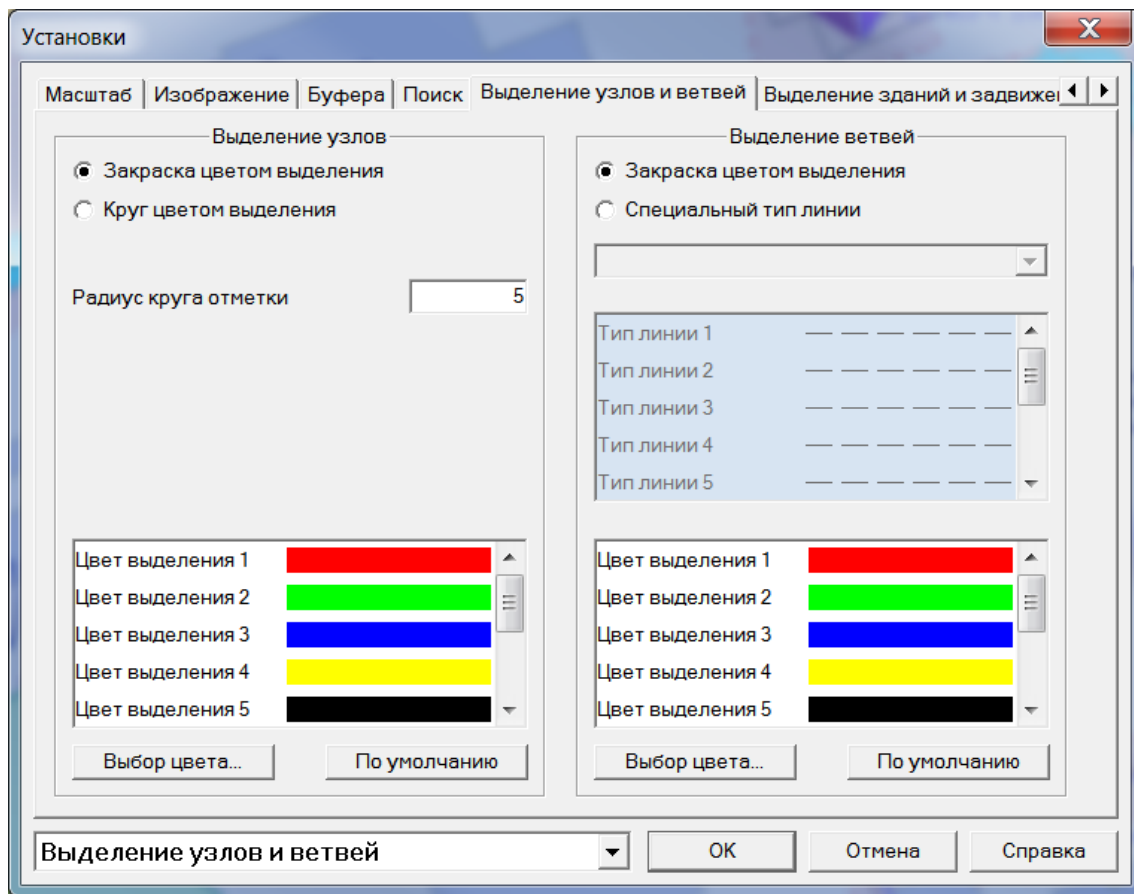 Установки
Масштаб
Изображение
Буфера
Поиск
Выделение узлов и ветвей
Выделение зданий и задвиже
Выделение узлов
Закраска цветом выделения
Круг цветом выделения
Радиус круга отметки 5
Цвет выделения 1
Цвет выделения 2
Цвет выделения 3
Цвет выделения 4
Цвет выделения 5
Выбор цвета...
По умолчанию
Выделение ветвей
Закраска цветом выделения
Специальный тип линии
Тип линии 1
Тип линии 2
Тип линии 3
Тип линии 4
Тип линии 5
Цвет выделения 1
Цвет выделения 2
Цвет выделения 3
Цвет выделения 4
Цвет выделения 5
Выбор цвета...
По умолчанию
Выделение узлов и ветвей
OK
Отмена
Справка